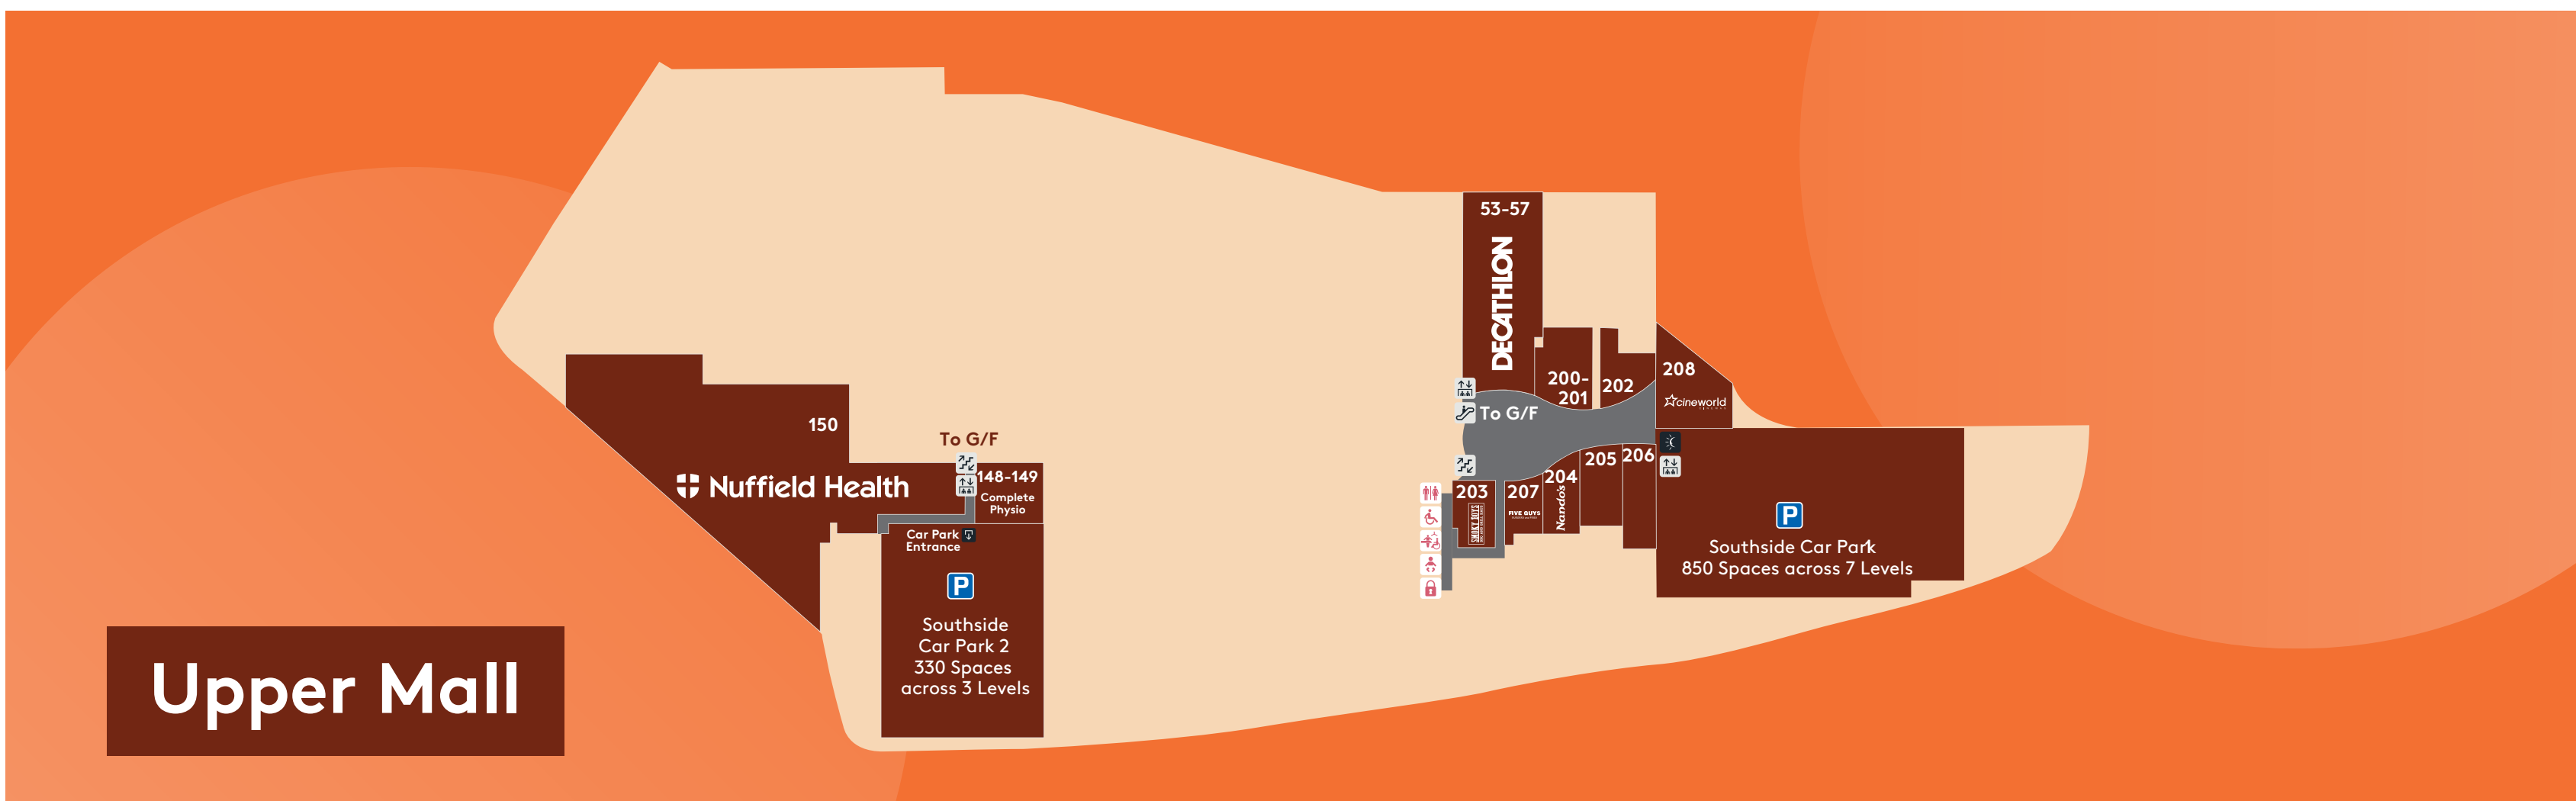 53-57
DECATHLON
200-
201
202
208
cineworld
To G/F
150
Nuffield Health
To G/F
148-149
Complete
Physio
Car Park
Entrance
P
Southside
Car Park 2
330 Spaces
across 3 Levels
203
SMOKY BOYS
207
FIVE GUYS
204
Nando's
205
206
P
Southside Car Park
850 Spaces across 7 Levels
Upper Mall